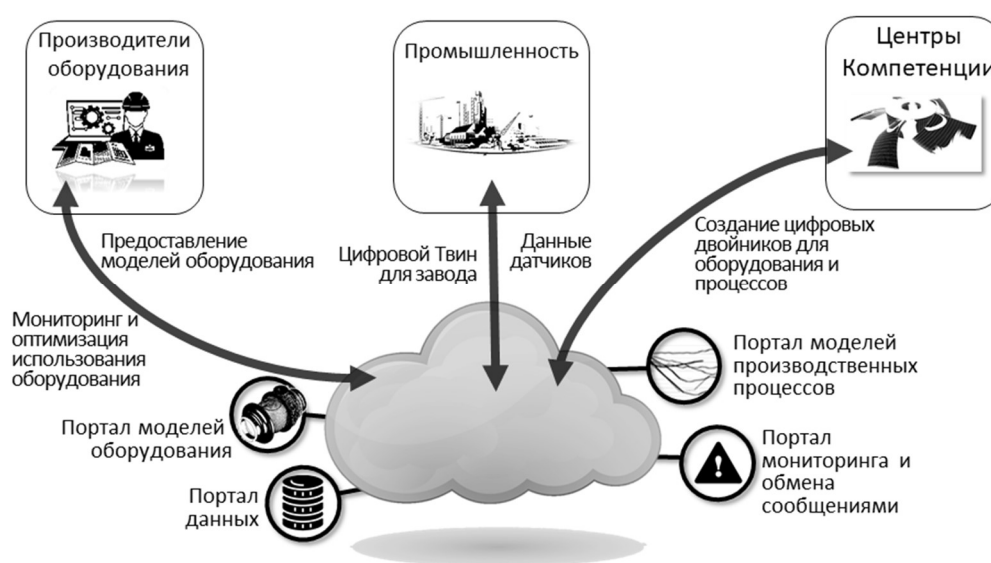 Производители
оборудования
Промышленность
Центры
Компетенции
Предоставление
моделей оборудования
Цифровой Твин
для завода
Данные
датчиков
Создание цифровых
двойников для
оборудования и
процессов
Мониторинг и
оптимизация
использования
оборудования
Портал моделей
производственных
процессов
Портал моделей
оборудования
Портал
мониторинга и
обмена
сообщениями
Портал
данных